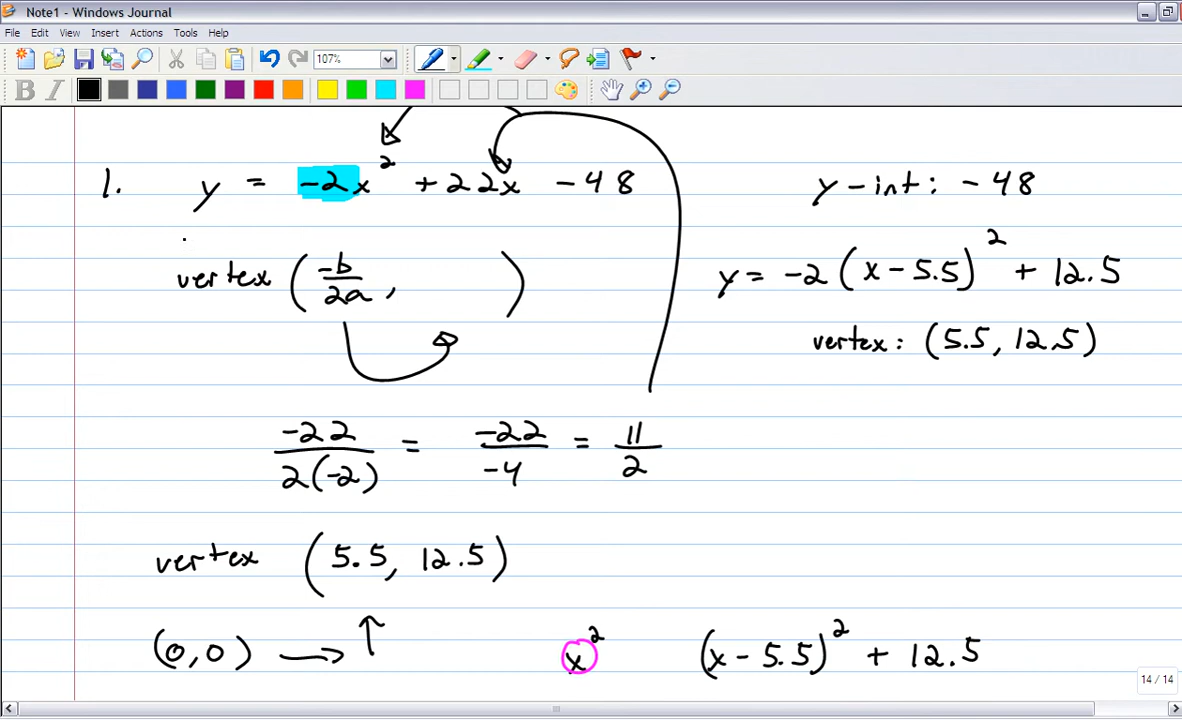 Note1 - Windows Journal
File Edit View Insert Actions Tools Help
107%
B I
1. y = -2x² + 22x - 48
y-int: -48
vertex (-b/2a, )
y = -2(x - 5.5)² + 12.5
vertex: (5.5, 12.5)
-22/2(-2) = -22/-4 = 11/2
vertex (5.5, 12.5)
(0,0) → ↑ x² (x - 5.5)² + 12.5
14 / 14